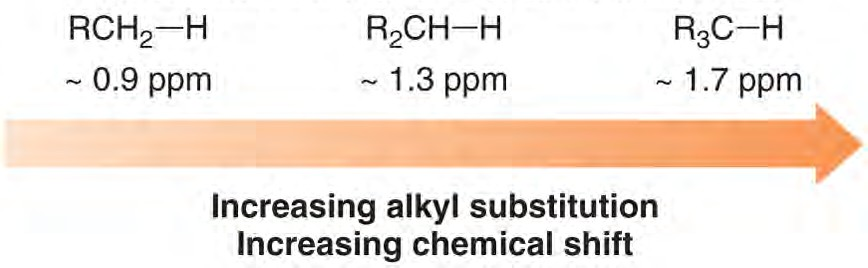 RCH₂—H R₂CH—H R₃C—H
~ 0.9 ppm ~ 1.3 ppm ~ 1.7 ppm
Increasing alkyl substitution
Increasing chemical shift